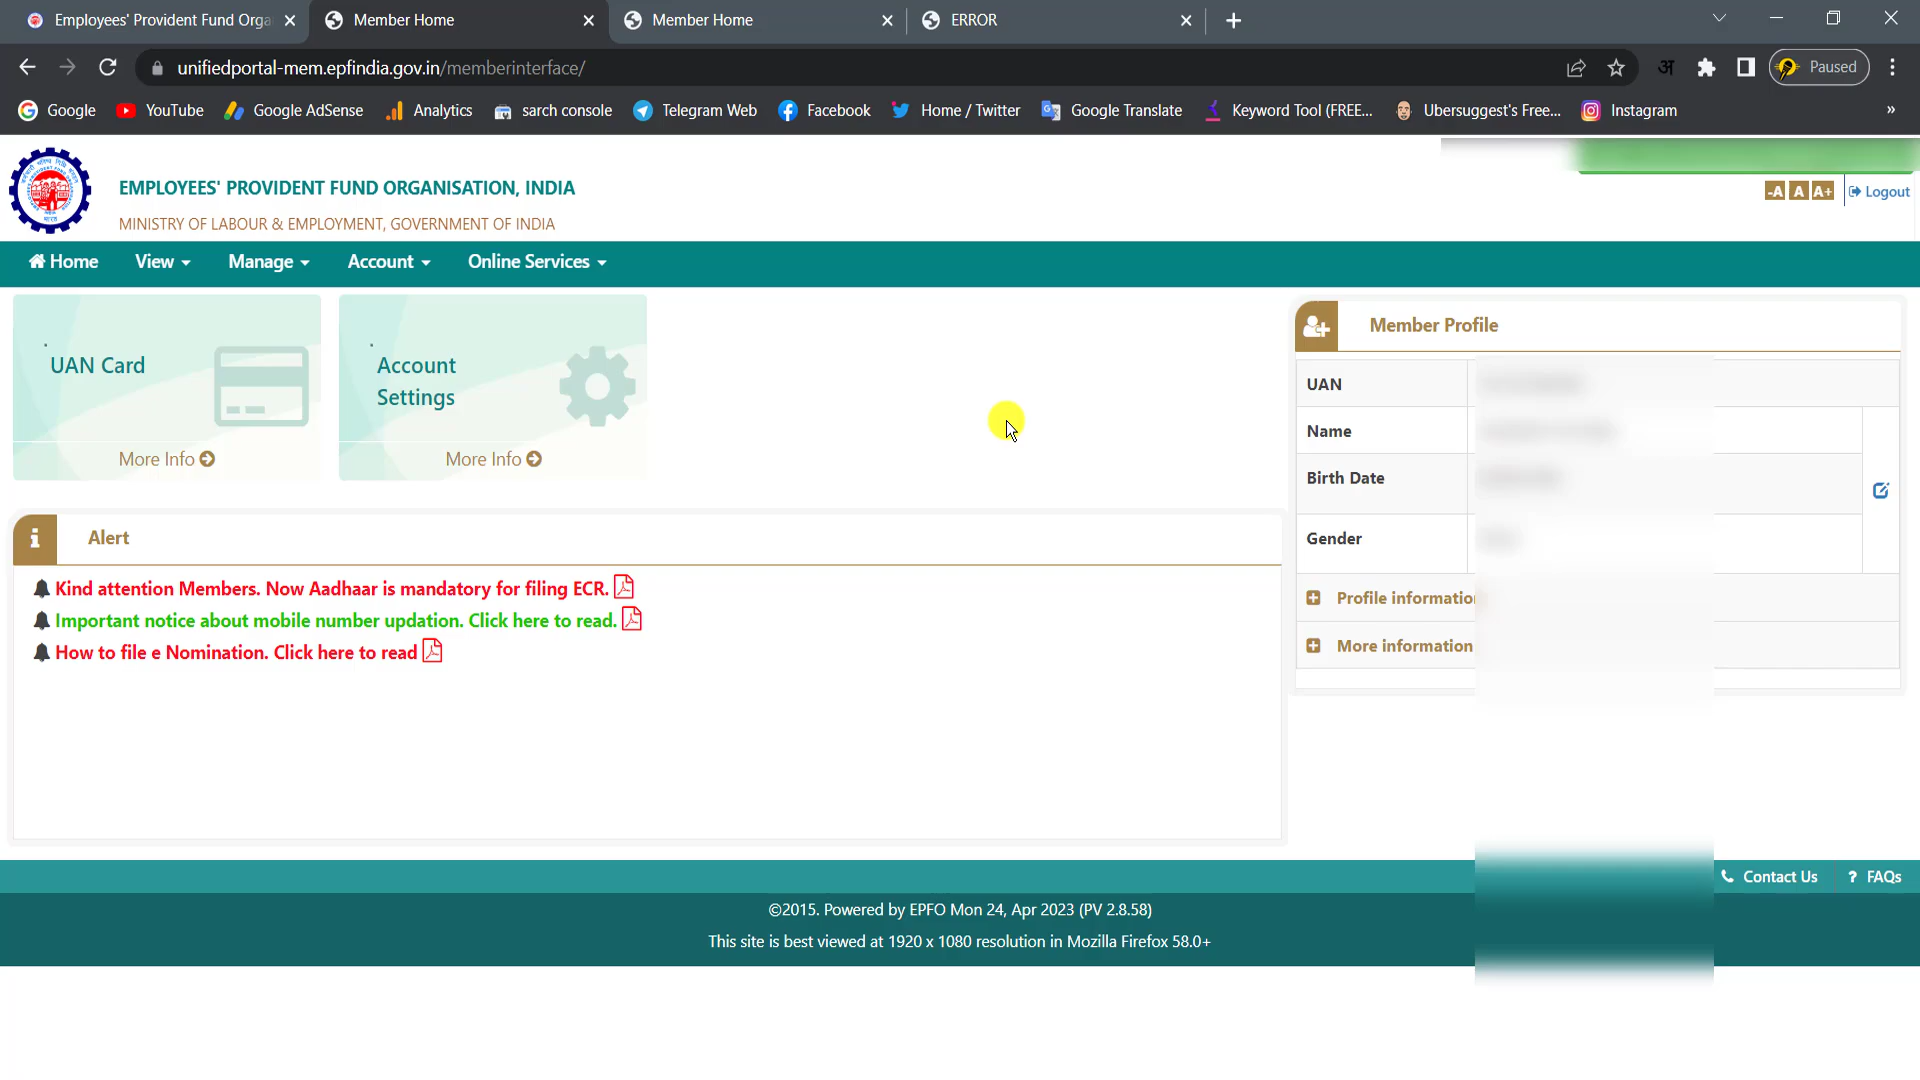 Employees' Provident Fund Orga
Member Home
Member Home
ERROR
unifiedportal-mem.epfindia.gov.in/memberinterface/
अ
Paused
Google
YouTube
Google AdSense
Analytics
sarch console
Telegram Web
Facebook
Home / Twitter
Google Translate
Keyword Tool (FREE...
Ubersuggest's Free...
Instagram
»
EMPLOYEES' PROVIDENT FUND ORGANISATION, INDIA
MINISTRY OF LABOUR & EMPLOYMENT, GOVERNMENT OF INDIA
-A A A+
Logout
Home
View
Manage
Account
Online Services
UAN Card
More Info
Account
Settings
More Info
Member Profile
UAN
Name
Birth Date
Gender
Profile information
More information
Alert
Kind attention Members. Now Aadhaar is mandatory for filing ECR.
Important notice about mobile number updation. Click here to read.
How to file e Nomination. Click here to read
Contact Us
? FAQs
©2015. Powered by EPFO Mon 24, Apr 2023 (PV 2.8.58)
This site is best viewed at 1920 x 1080 resolution in Mozilla Firefox 58.0+